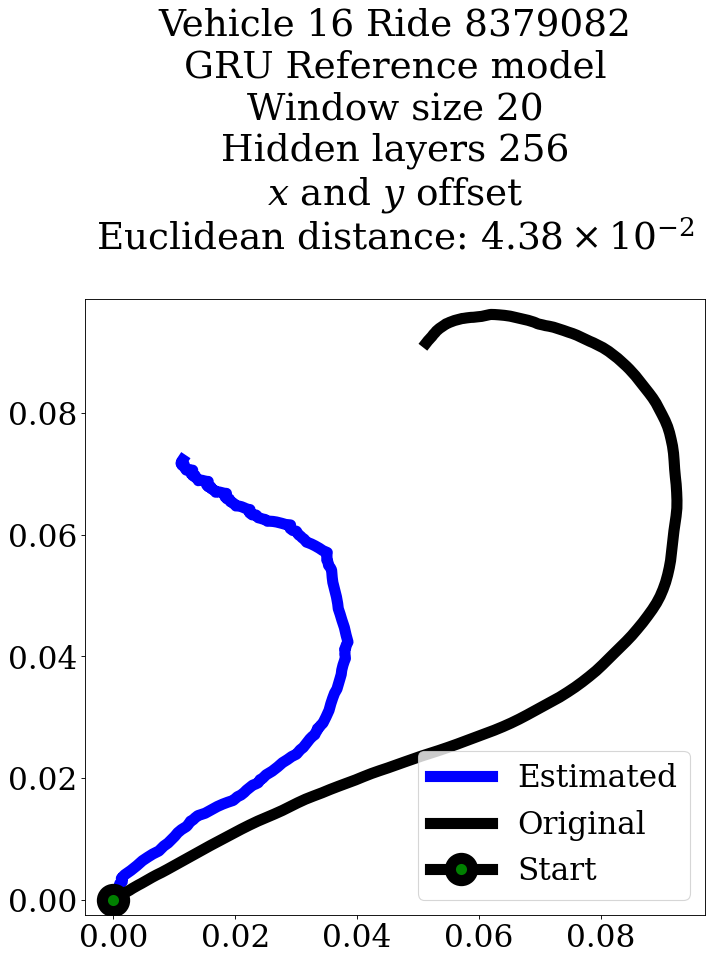 Vehicle 16 Ride 8379082
GRU Reference model
Window size 20
Hidden layers 256
x and y offset
Euclidean distance: 4.38 × 10⁻²
0.08
0.06
0.04
0.02
0.00
Estimated
Original
Start
0.00 0.02 0.04 0.06 0.08